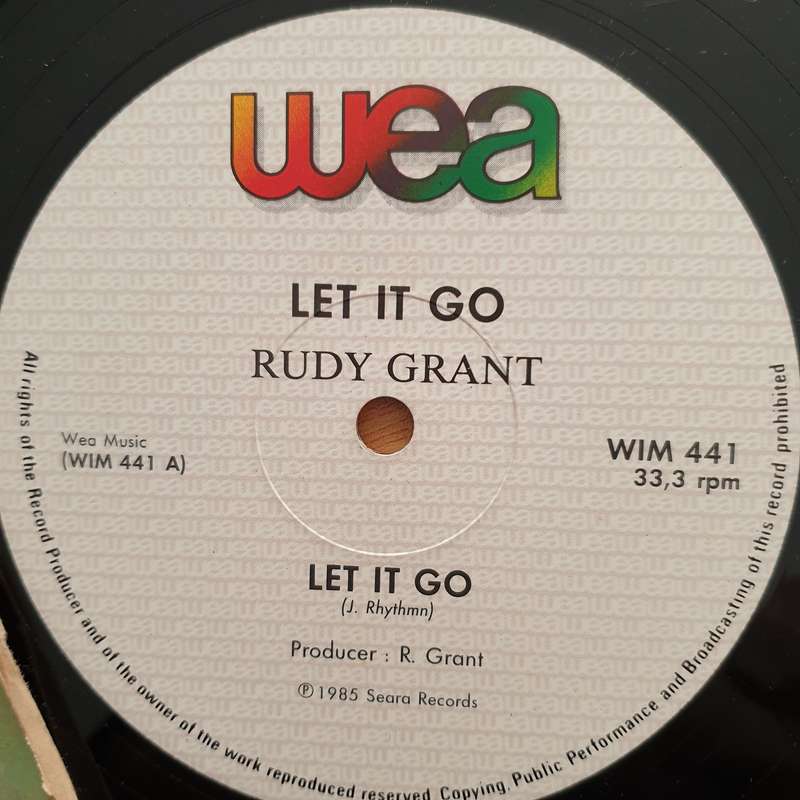 wea
LET IT GO
RUDY GRANT
Wea Music
(WIM 441 A)
WIM 441
33,3 rpm
LET IT GO
(J. Rhythmn)
Producer : R. Grant
℗ 1985 Seara Records
All rights of the Record Producer and of the owner of the work reproduced reserved. Copying, Public Performance and Broadcasting of this record prohibited